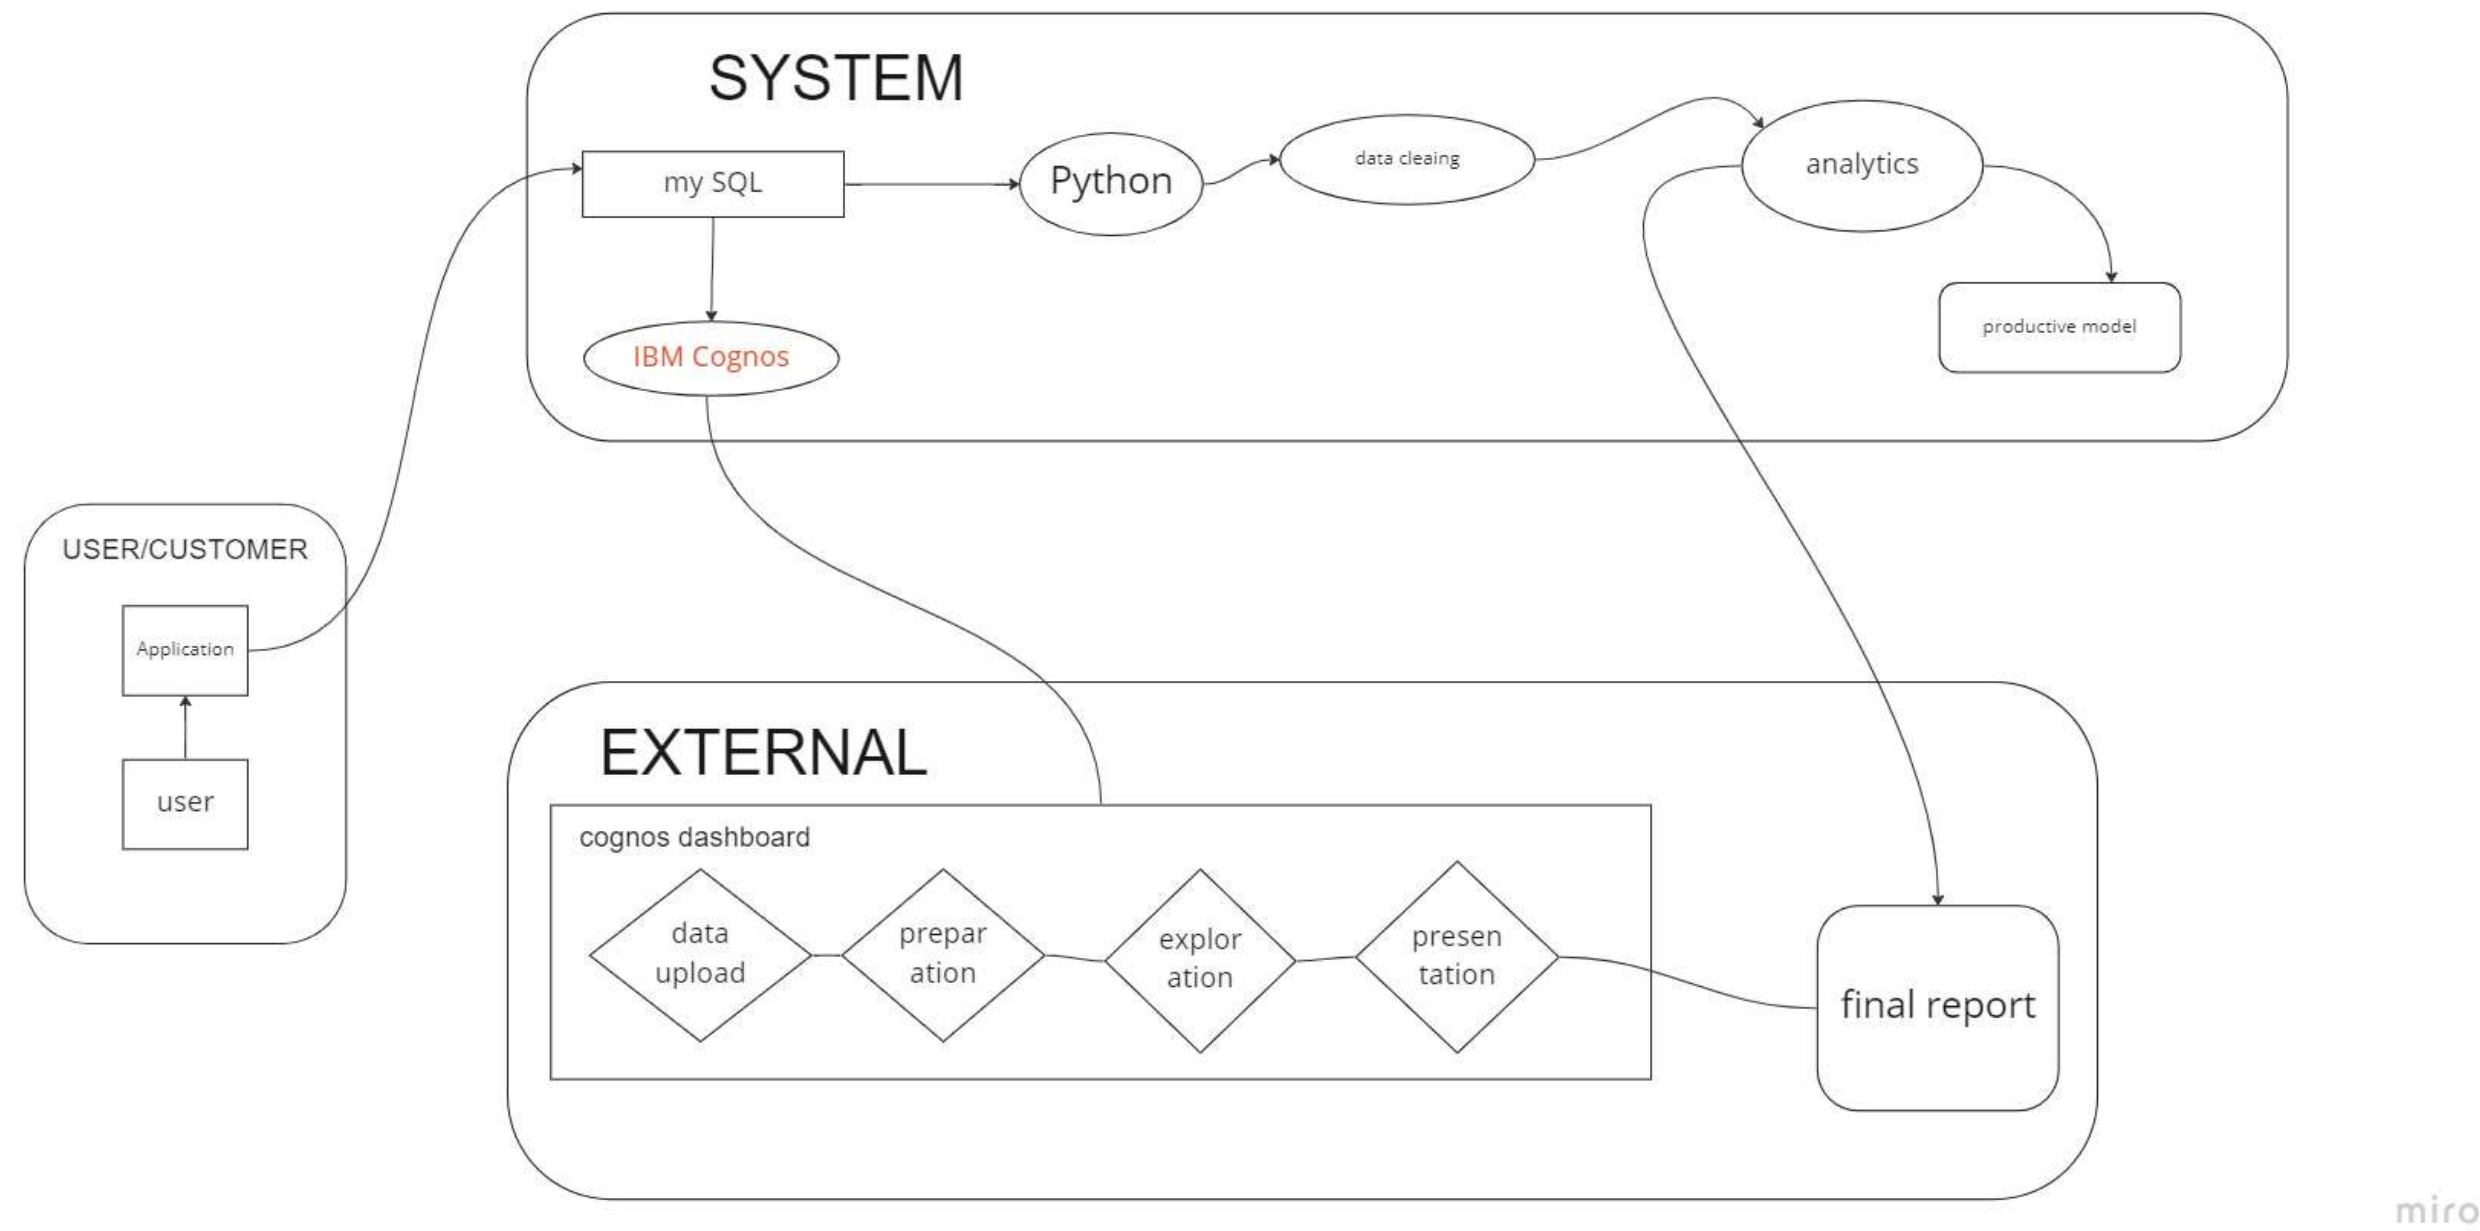 SYSTEM
my SQL
Python
data cleaing
analytics
productive model
IBM Cognos
USER/CUSTOMER
Application
user
EXTERNAL
cognos dashboard
data
upload
prepar
ation
explor
ation
presen
tation
final report
miro